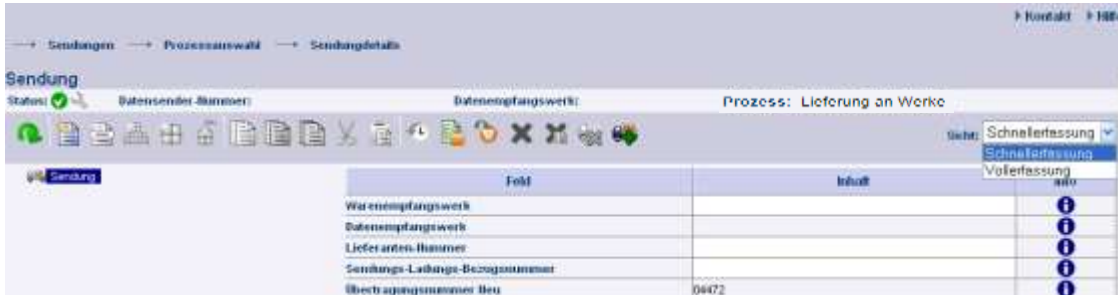 Kontakt Hilfe
Sendungen Prozessauswahl Sendungdetails
Sendung
Status: Datensender-Nummer: Datenempfangswerk: Prozess: Lieferung an Werke
Sicht: Schnellerfassung
Schnellerfassung
Vollerfassung
Sendung
Feld Inhalt Info
Warenempfangswerk
Datenempfangswerk
Lieferanten-Nummer
Sendungs-Ladungs-Bezugsnummer
Übertragungsnummer Neu 04472